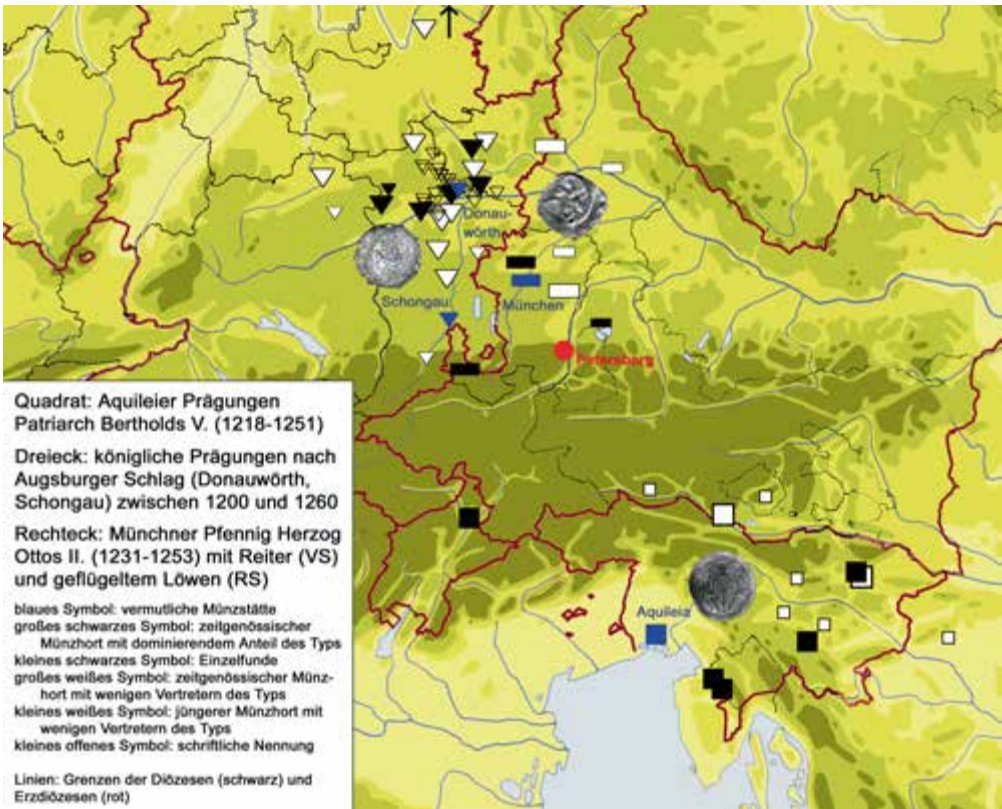 Donau-
wörth
Schongau
München
Petersberg
Quadrat: Aquileier Prägungen
Patriarch Bertholds V. (1218-1251)
Dreieck: königliche Prägungen nach
Augsburger Schlag (Donauwörth,
Schongau) zwischen 1200 und 1260
Rechteck: Münchner Pfennig Herzog
Ottos II. (1231-1253) mit Reiter (VS)
und geflügeltem Löwen (RS)
blaues Symbol: vermutliche Münzstätte
großes schwarzes Symbol: zeitgenössischer
Münzhort mit dominierendem Anteil des Typs
kleines schwarzes Symbol: Einzelfunde
großes weißes Symbol: zeitgenössischer Münz-
hort mit wenigen Vertretern des Typs
kleines weißes Symbol: jüngerer Münzhort mit
wenigen Vertretern des Typs
kleines offenes Symbol: schriftliche Nennung
Linien: Grenzen der Diözesen (schwarz) und
Erzdiözesen (rot)
Aquileia